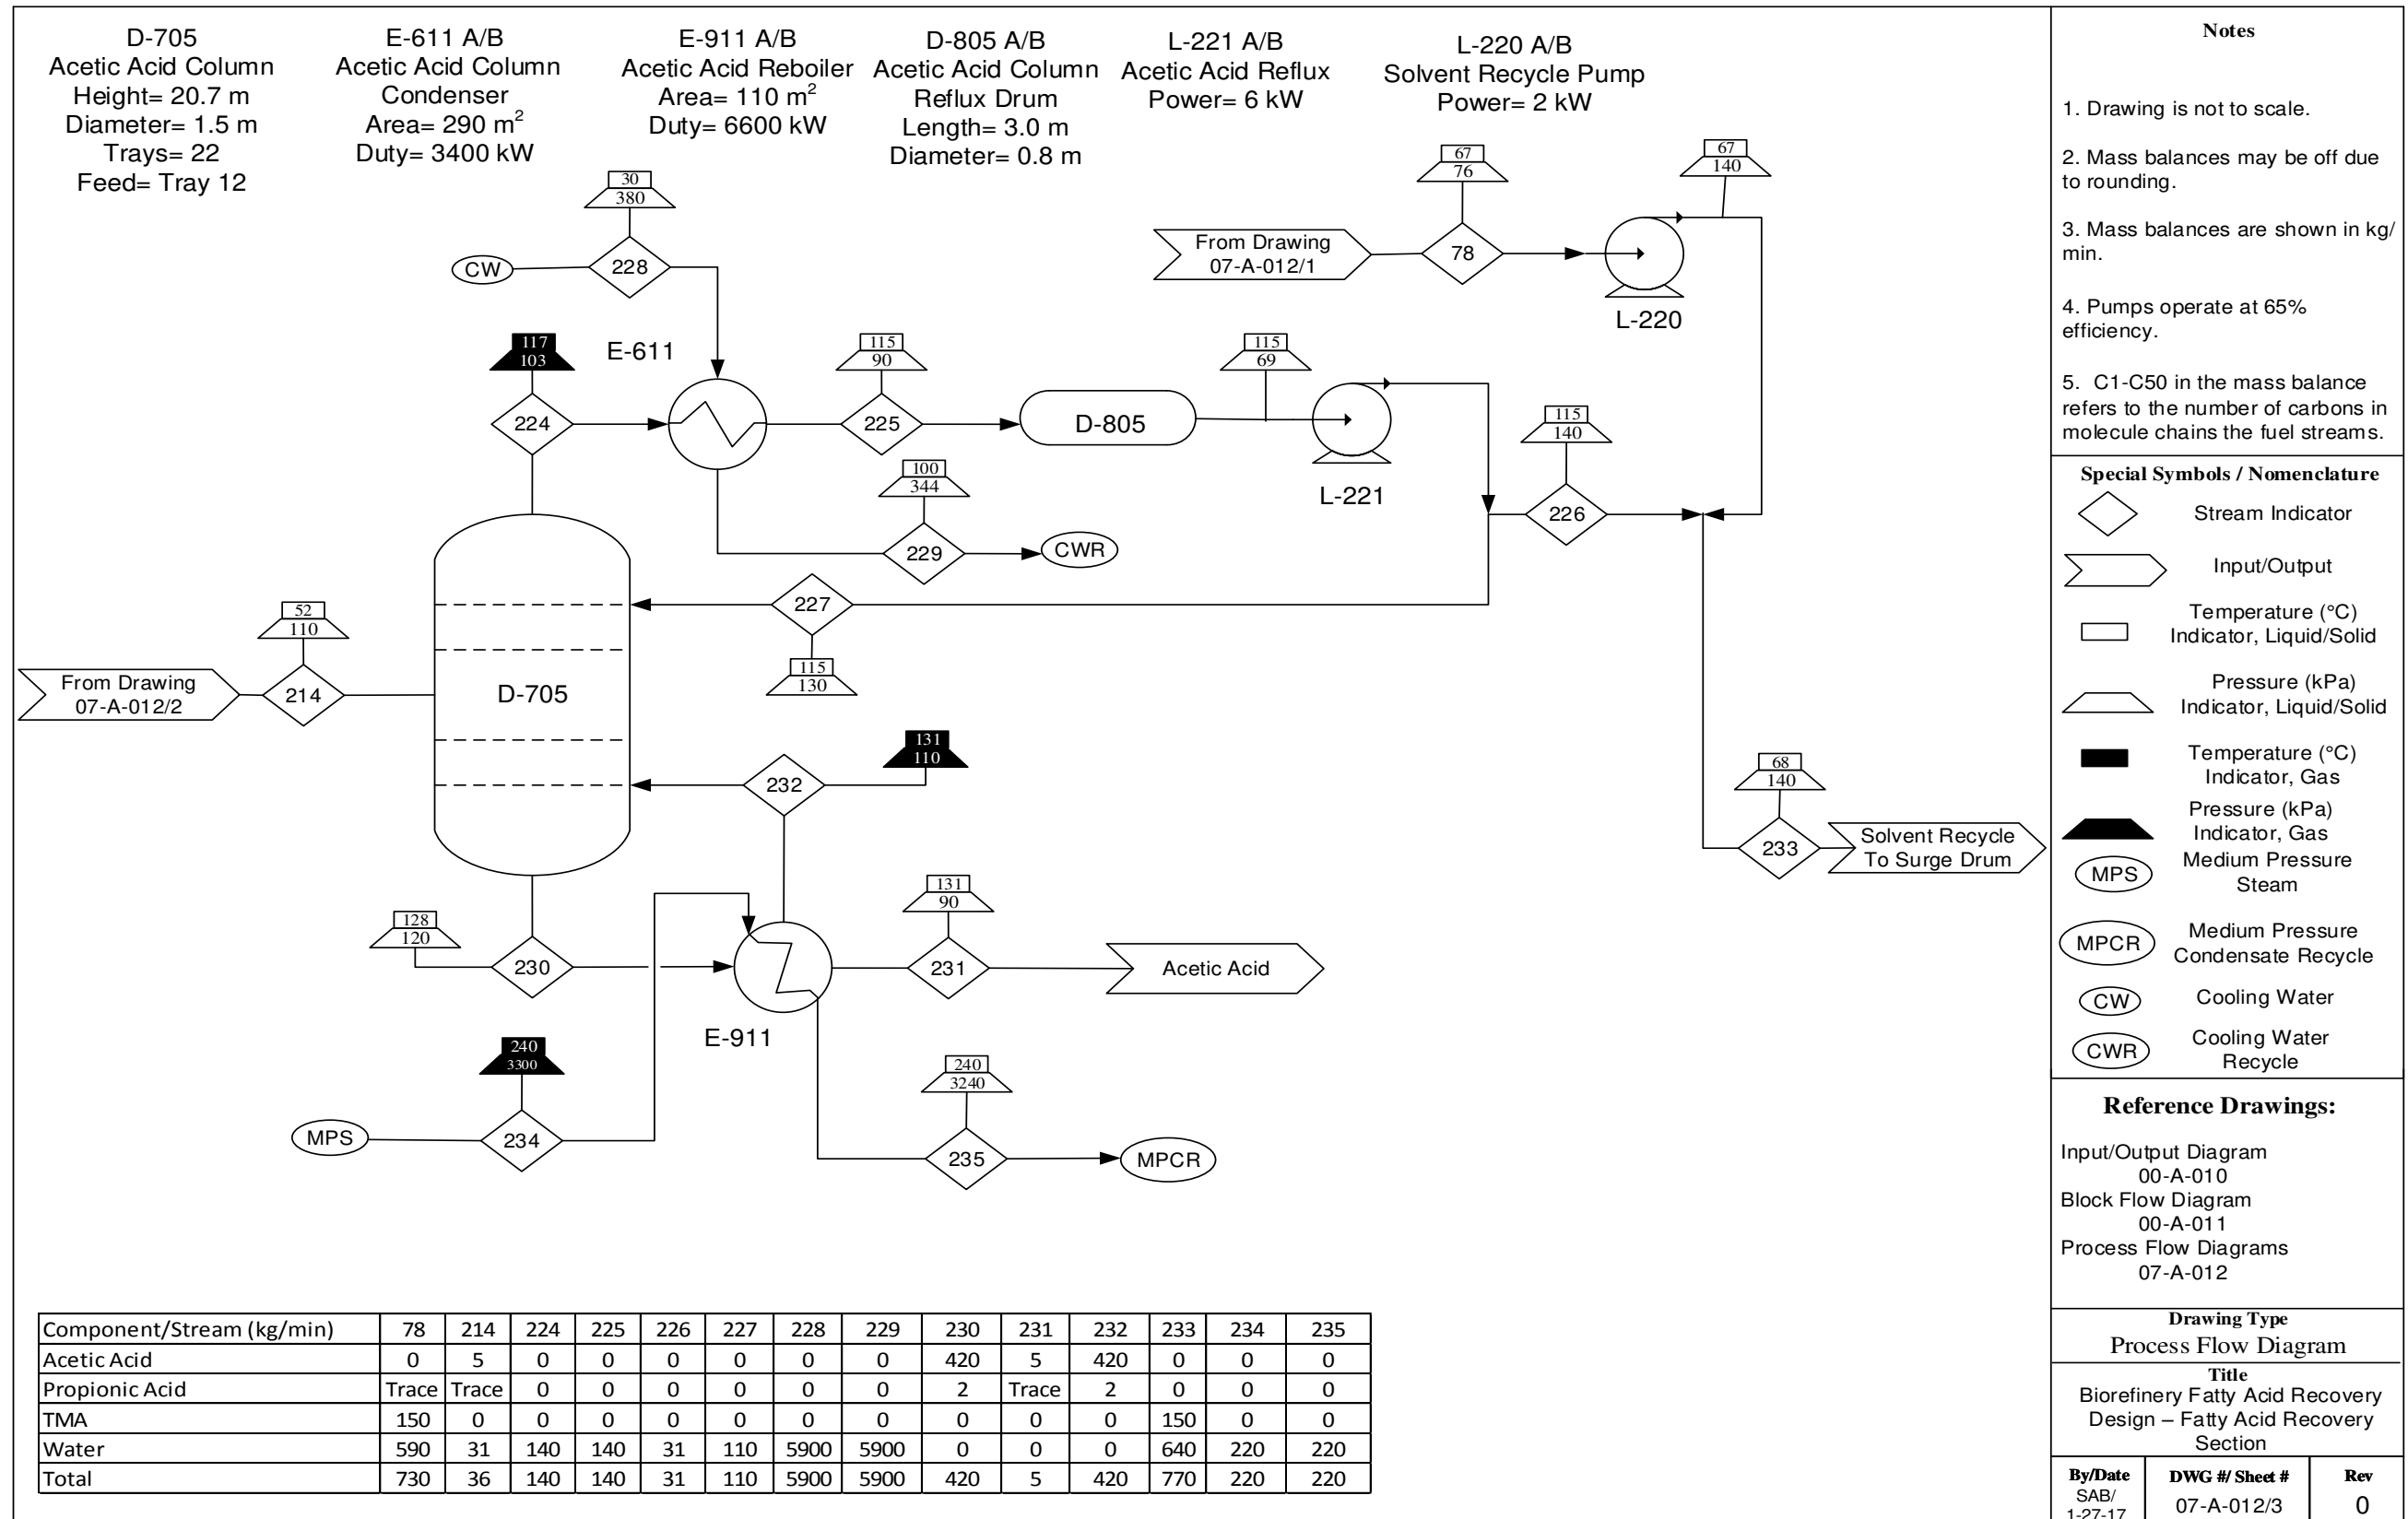 D-705
Acetic Acid Column
Height= 20.7 m
Diameter= 1.5 m
Trays= 22
Feed= Tray 12
E-611 A/B
Acetic Acid Column
Condenser
Area= 290 m²
Duty= 3400 kW
E-911 A/B
Acetic Acid Reboiler
Area= 110 m²
Duty= 6600 kW
D-805 A/B
Acetic Acid Column
Reflux Drum
Length= 3.0 m
Diameter= 0.8 m
L-221 A/B
Acetic Acid Reflux
Power= 6 kW
L-220 A/B
Solvent Recycle Pump
Power= 2 kW
30
380
CW
228
67
76
From Drawing
07-A-012/1
78
67
140
L-220
117
103
224
E-611
115
90
225
D-805
115
69
L-221
115
140
226
100
344
229
CWR
227
115
130
52
110
From Drawing
07-A-012/2
214
D-705
131
110
232
68
140
233
Solvent Recycle
To Surge Drum
128
120
230
131
90
231
Acetic Acid
E-911
240
3300
MPS
234
240
3240
235
MPCR
Component/Stream (kg/min) 78 214 224 225 226 227 228 229 230 231 232 233 234 235
Acetic Acid 0 5 0 0 0 0 0 0 420 5 420 0 0 0
Propionic Acid Trace Trace 0 0 0 0 0 0 2 Trace 2 0 0 0
TMA 150 0 0 0 0 0 0 0 0 0 0 150 0 0
Water 590 31 140 140 31 110 5900 5900 0 0 0 640 220 220
Total 730 36 140 140 31 110 5900 5900 420 5 420 770 220 220
Notes
1. Drawing is not to scale.
2. Mass balances may be off due
to rounding.
3. Mass balances are shown in kg/
min.
4. Pumps operate at 65%
efficiency.
5. C1-C50 in the mass balance
refers to the number of carbons in
molecule chains the fuel streams.
Special Symbols / Nomenclature
Stream Indicator
Input/Output
Temperature (°C)
Indicator, Liquid/Solid
Pressure (kPa)
Indicator, Liquid/Solid
Temperature (°C)
Indicator, Gas
Pressure (kPa)
Indicator, Gas
MPS
Medium Pressure
Steam
MPCR
Medium Pressure
Condensate Recycle
CW
Cooling Water
CWR
Cooling Water
Recycle
Reference Drawings:
Input/Output Diagram
00-A-010
Block Flow Diagram
00-A-011
Process Flow Diagrams
07-A-012
Drawing Type
Process Flow Diagram
Title
Biorefinery Fatty Acid Recovery
Design – Fatty Acid Recovery
Section
By/Date
SAB/
1-27-17
DWG #/ Sheet #
07-A-012/3
Rev
0